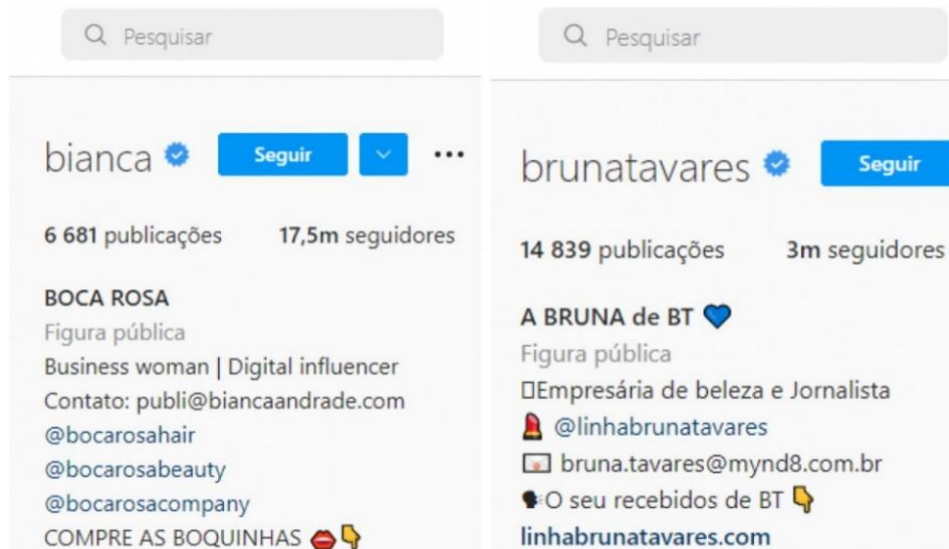 Pesquisar
bianca
Seguir
6 681 publicações 17,5m seguidores
BOCA ROSA
Figura pública
Business woman | Digital influencer
Contato: publi@biancaandrade.com
@bocarosahair
@bocarosabeauty
@bocarosacompany
COMPRE AS BOQUINHAS 👄👇
Pesquisar
brunatavares
Seguir
14 839 publicações 3m seguidores
A BRUNA de BT 💙
Figura pública
▯Empresária de beleza e Jornalista
💄 @linhabrunatavares
💌 bruna.tavares@mynd8.com.br
🗣O seu recebidos de BT 👇
linhabrunatavares.com